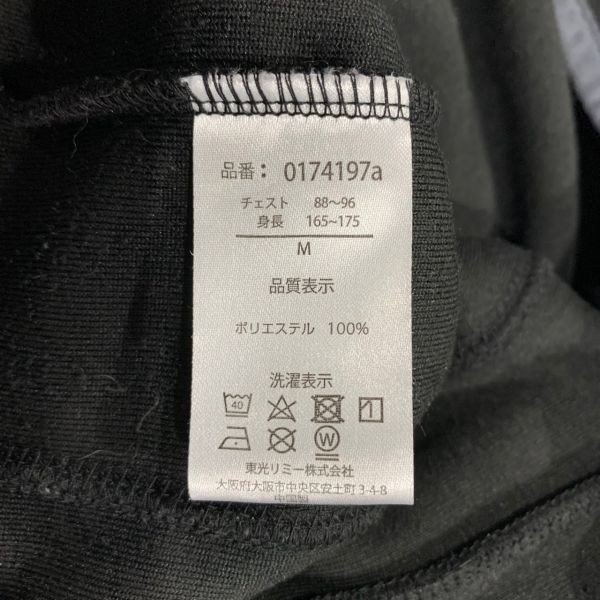 品番： 0174197a
チェスト 88～96
身長 165~175
M
品質表示
ポリエステル 100%
洗濯表示
40
W
東光リミー株式会社
大阪府大阪市中央区安土町3-4-8
中国製